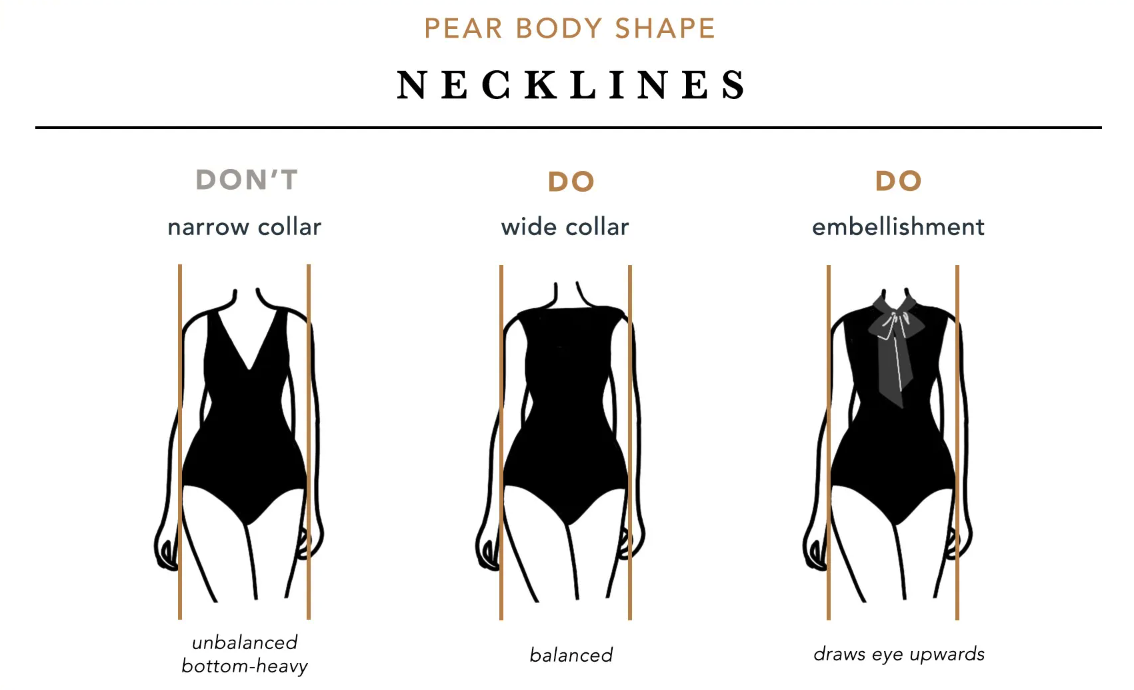 PEAR BODY SHAPE
NECKLINES
DON'T
narrow collar
unbalanced
bottom-heavy
DO
wide collar
balanced
DO
embellishment
draws eye upwards